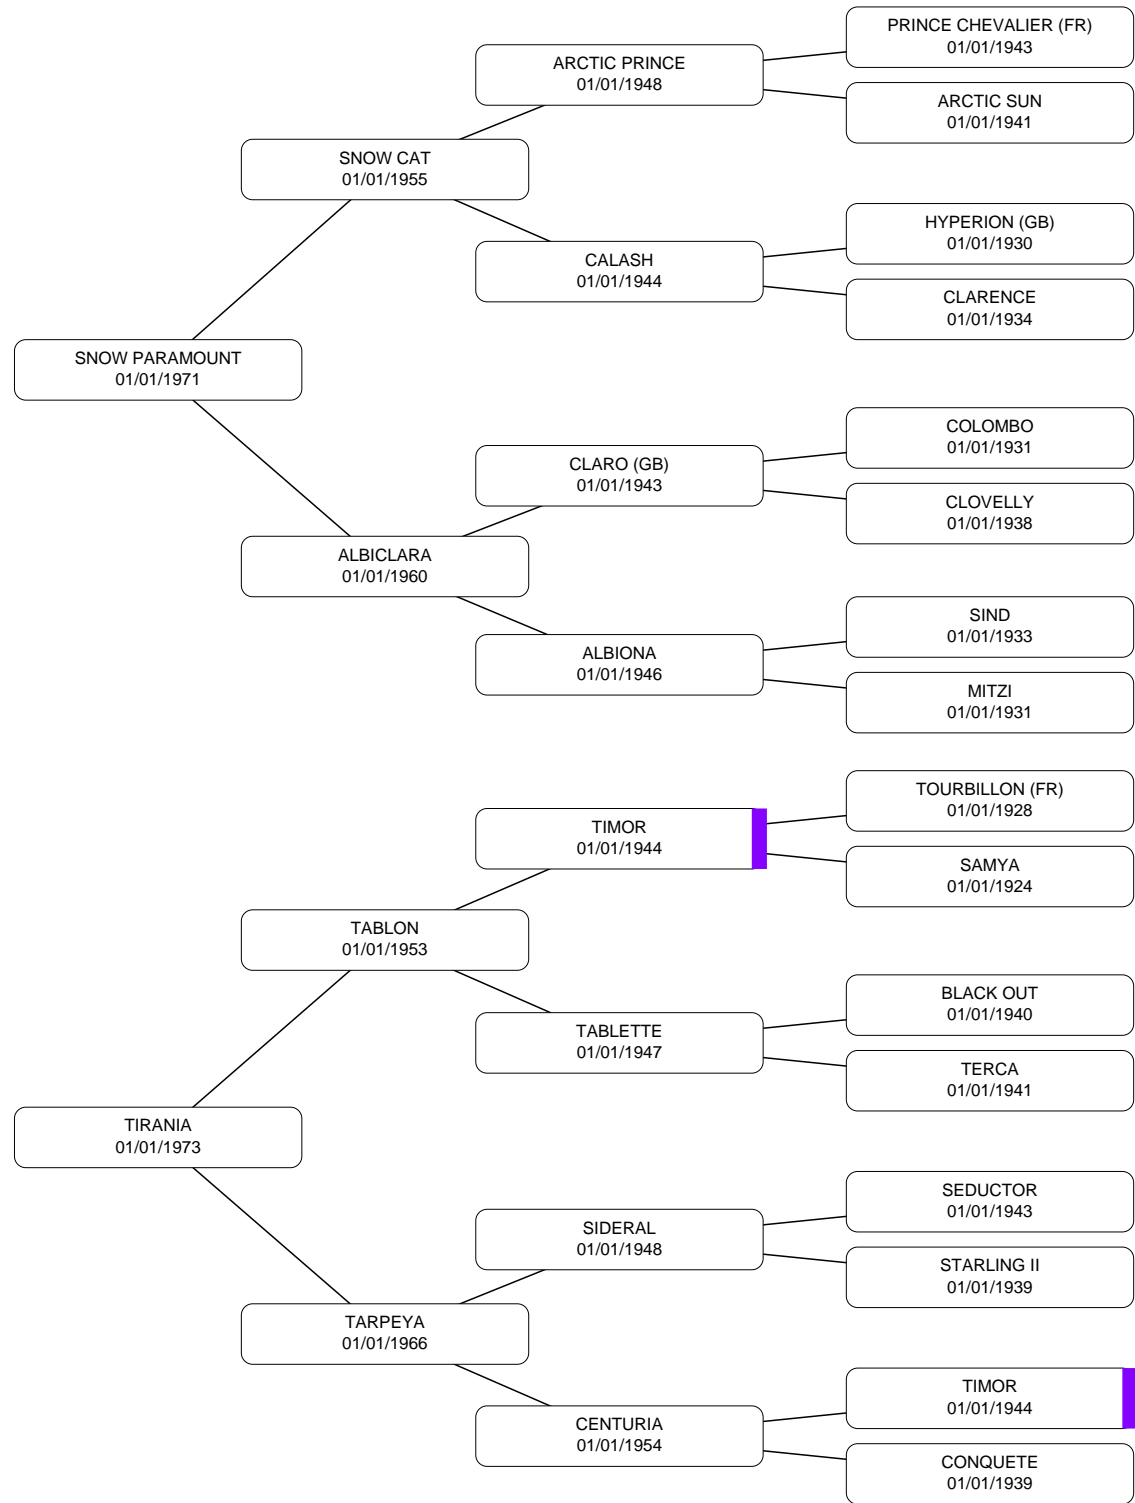 PRINCE CHEVALIER (FR)
01/01/1943
ARCTIC PRINCE
01/01/1948
ARCTIC SUN
01/01/1941
SNOW CAT
01/01/1955
HYPERION (GB)
01/01/1930
CALASH
01/01/1944
CLARENCE
01/01/1934
SNOW PARAMOUNT
01/01/1971
COLOMBO
01/01/1931
CLARO (GB)
01/01/1943
CLOVELLY
01/01/1938
ALBICLARA
01/01/1960
SIND
01/01/1933
ALBIONA
01/01/1946
MITZI
01/01/1931
TOURBILLON (FR)
01/01/1928
TIMOR
01/01/1944
SAMYA
01/01/1924
TABLON
01/01/1953
BLACK OUT
01/01/1940
TABLETTE
01/01/1947
TERCA
01/01/1941
TIRANIA
01/01/1973
SEDUCTOR
01/01/1943
SIDERAL
01/01/1948
STARLING II
01/01/1939
TARPEYA
01/01/1966
TIMOR
01/01/1944
CENTURIA
01/01/1954
CONQUETE
01/01/1939